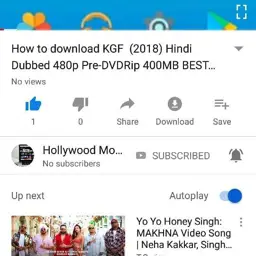 How to download KGF (2018) Hindi
Dubbed 480p Pre-DVDRip 400MB BEST...
No views
1
0
Share
Download
Save
Hollywood Mo...
SUBSCRIBED
No subscribers
Up next
Autoplay
Yo Yo Honey Singh:
MAKHNA Video Song
| Neha Kakkar, Singh...